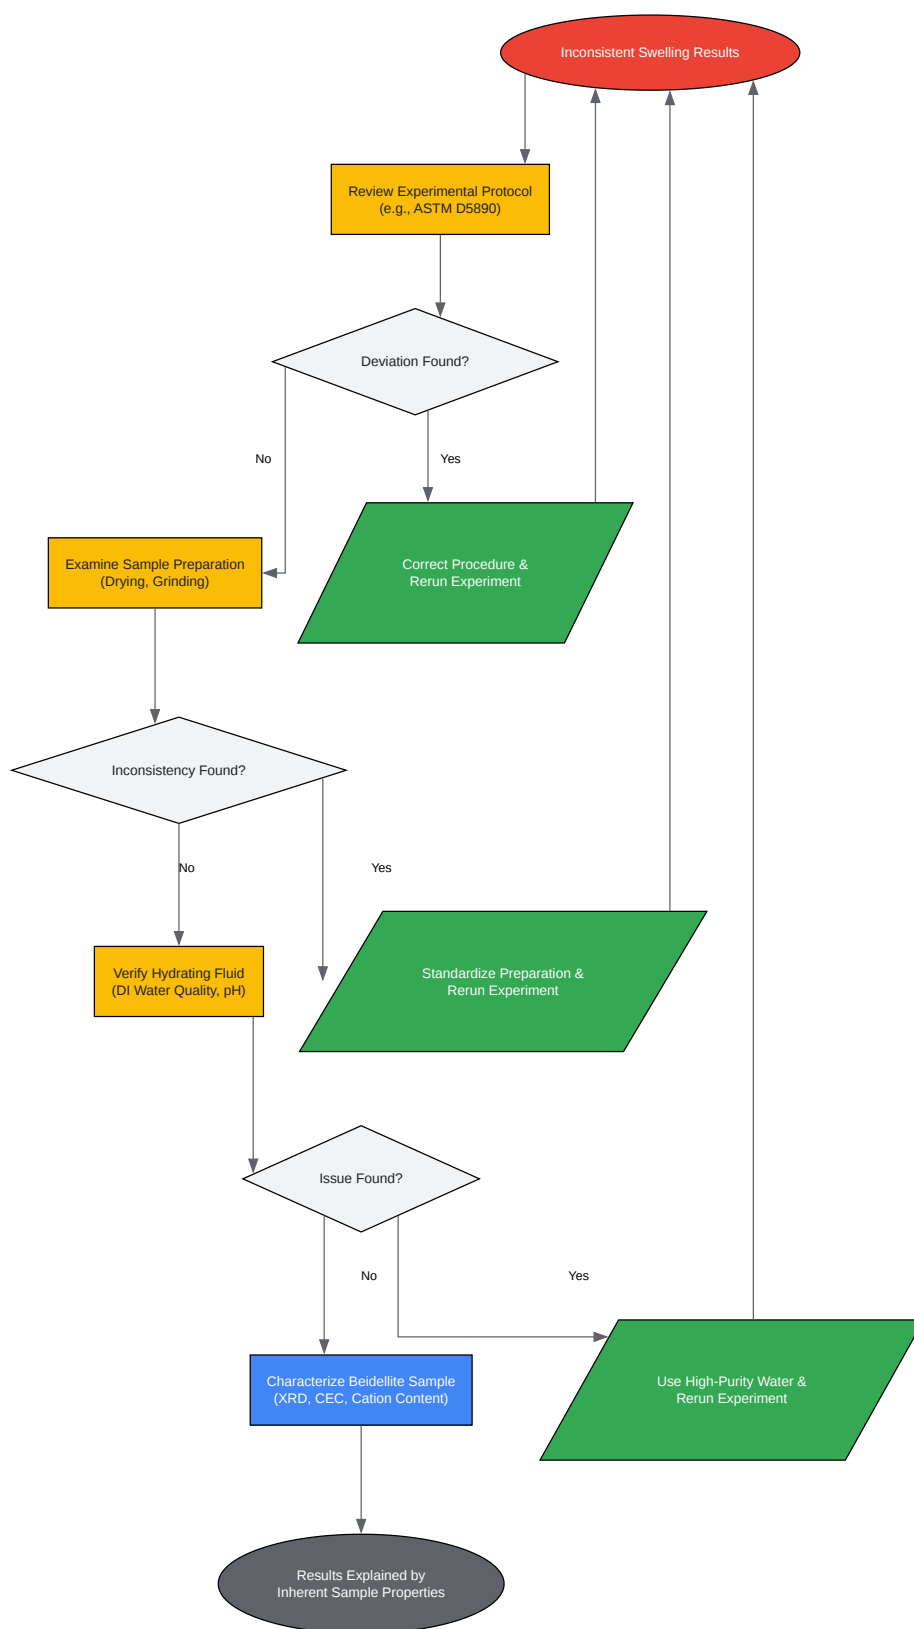 Inconsistent Swelling Results
Review Experimental Protocol
(e.g., ASTM D5890)
Deviation Found?
No
Yes
Examine Sample Preparation
(Drying, Grinding)
Correct Procedure &
Rerun Experiment
Inconsistency Found?
No
Yes
Verify Hydrating Fluid
(DI Water Quality, pH)
Standardize Preparation &
Rerun Experiment
Issue Found?
No
Yes
Characterize Beidellite Sample
(XRD, CEC, Cation Content)
Use High-Purity Water &
Rerun Experiment
Results Explained by
Inherent Sample Properties